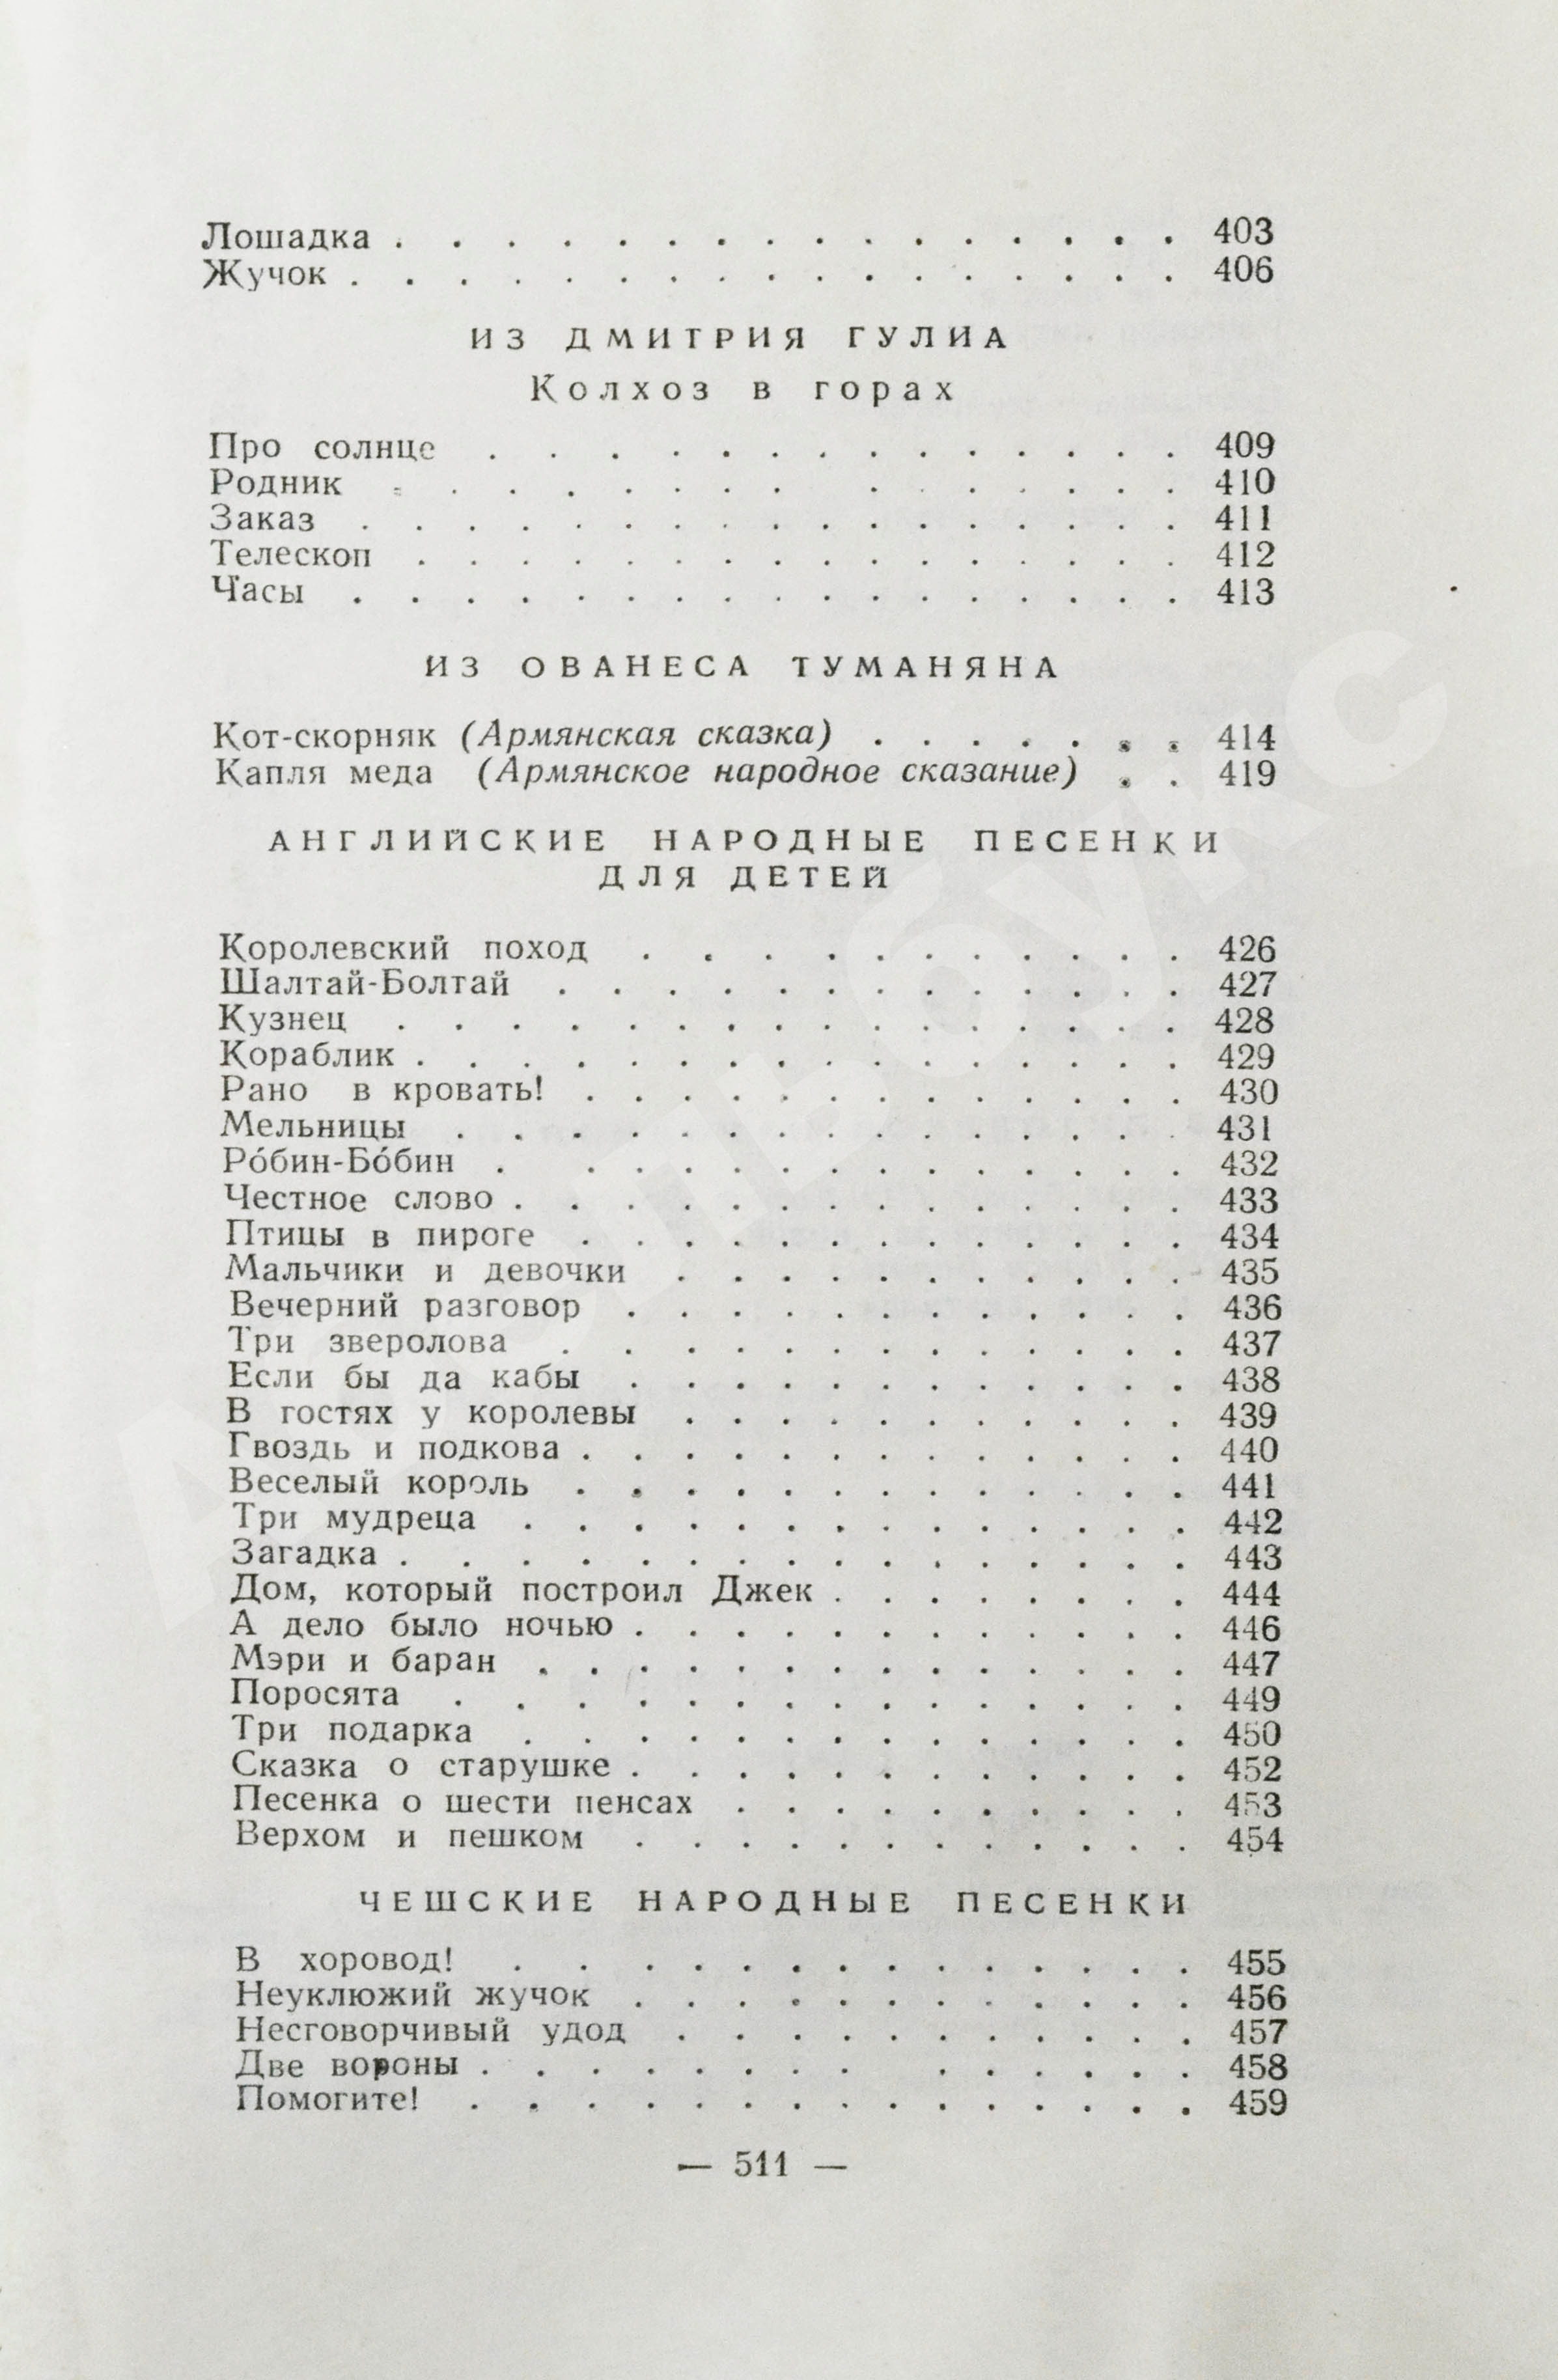 Лошадка . . . . . . . . . . . . . . . . 403
Жучок . . . . . . . . . . . . . . . . . 406
ИЗ ДМИТРИЯ ГУЛИА
Колхоз в горах
Про солнце . . . . . . . . . . . . . . 409
Родник . . . . . . . . . . . . . . . 410
Заказ . . . . . . . . . . . . . . . . 411
Телескоп . . . . . . . . . . . . . . . 412
Часы . . . . . . . . . . . . . . . . 413
ИЗ ОВАНЕСА ТУМАНЯНА
Кот-скорняк (Армянская сказка) . . . . . . . 414
Капля меда (Армянское народное сказание) . . 419
АНГЛИЙСКИЕ НАРОДНЫЕ ПЕСЕНКИ
ДЛЯ ДЕТЕЙ
Королевский поход . . . . . . . . . . . 426
Шалтай-Болтай . . . . . . . . . . . . . 427
Кузнец . . . . . . . . . . . . . . . 428
Кораблик . . . . . . . . . . . . . . . 429
Рано в кровать! . . . . . . . . . . . . 430
Мельницы . . . . . . . . . . . . . . 431
Рóбин-Бóбин . . . . . . . . . . . . . . 432
Честное слово . . . . . . . . . . . . . 433
Птицы в пироге . . . . . . . . . . . . 434
Мальчики и девочки . . . . . . . . . . 435
Вечерний разговор . . . . . . . . . . . 436
Три зверолова . . . . . . . . . . . . 437
Если бы да кабы . . . . . . . . . . . 438
В гостях у королевы . . . . . . . . . . 439
Гвоздь и подкова . . . . . . . . . . . . 440
Веселый король . . . . . . . . . . . . 441
Три мудреца . . . . . . . . . . . . . 442
Загадка . . . . . . . . . . . . . . . 443
Дом, который построил Джек . . . . . . . . 444
А дело было ночью . . . . . . . . . . . 446
Мэри и баран . . . . . . . . . . . . . 447
Поросята . . . . . . . . . . . . . . 449
Три подарка . . . . . . . . . . . . . 450
Сказка о старушке . . . . . . . . . . . 452
Песенка о шести пенсах . . . . . . . . . 453
Верхом и пешком . . . . . . . . . . . 454
ЧЕШСКИЕ НАРОДНЫЕ ПЕСЕНКИ
В хоровод! . . . . . . . . . . . . . 455
Неуклюжий жучок . . . . . . . . . . . 456
Несговорчивый удод . . . . . . . . . . 457
Две вороны . . . . . . . . . . . . . 458
Помогите! . . . . . . . . . . . . . . 459
— 511 —